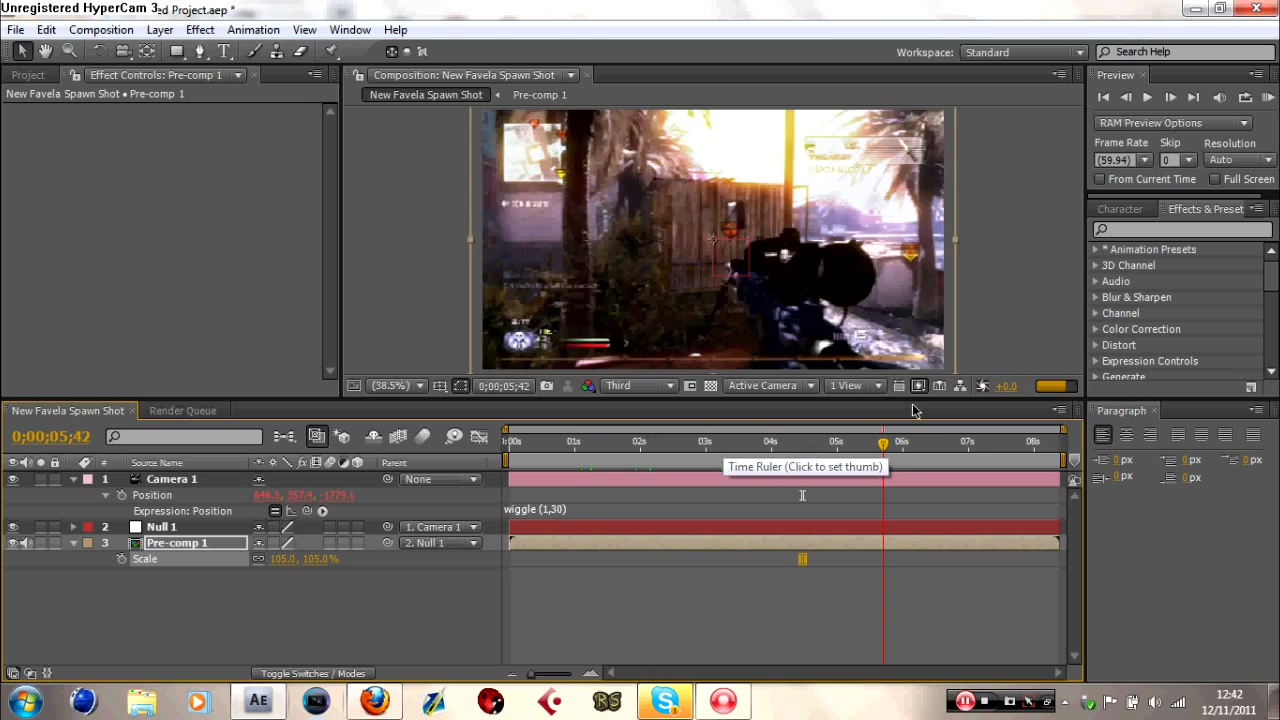 Unregistered HyperCam 3
ed Project.aep *
File Edit Composition Layer Effect Animation View Window Help
Workspace: Standard Search Help
Project Effect Controls: Pre-comp 1 Composition: New Favela Spawn Shot Preview
New Favela Spawn Shot • Pre-comp 1 New Favela Spawn Shot Pre-comp 1
RAM Preview Options
Frame Rate Skip Resolution
(59.94) 0 Auto
From Current Time Full Screen
Character Effects & Preset
* Animation Presets
3D Channel
Audio
Blur & Sharpen
Channel
Color Correction
Distort
Expression Controls
Generate
(38.5%) 0;00;05;42 Third Active Camera 1 View +0.0
New Favela Spawn Shot Render Queue Paragraph
0;00;05;42 00s 01s 02s 03s 04s 05s 06s 07s 08s
# Source Name fx Parent
Time Ruler (Click to set thumb)
1 Camera 1 None
Position 646.3, 357.4, -1779.1
Expression: Position wiggle (1,30)
2 Null 1 1. Camera 1
3 Pre-comp 1 2. Null 1
Scale 105.0, 105.0%
0 px 0 px 0 px
0 px 0 px
Toggle Switches / Modes
Ae RS
12:42
12/11/2011